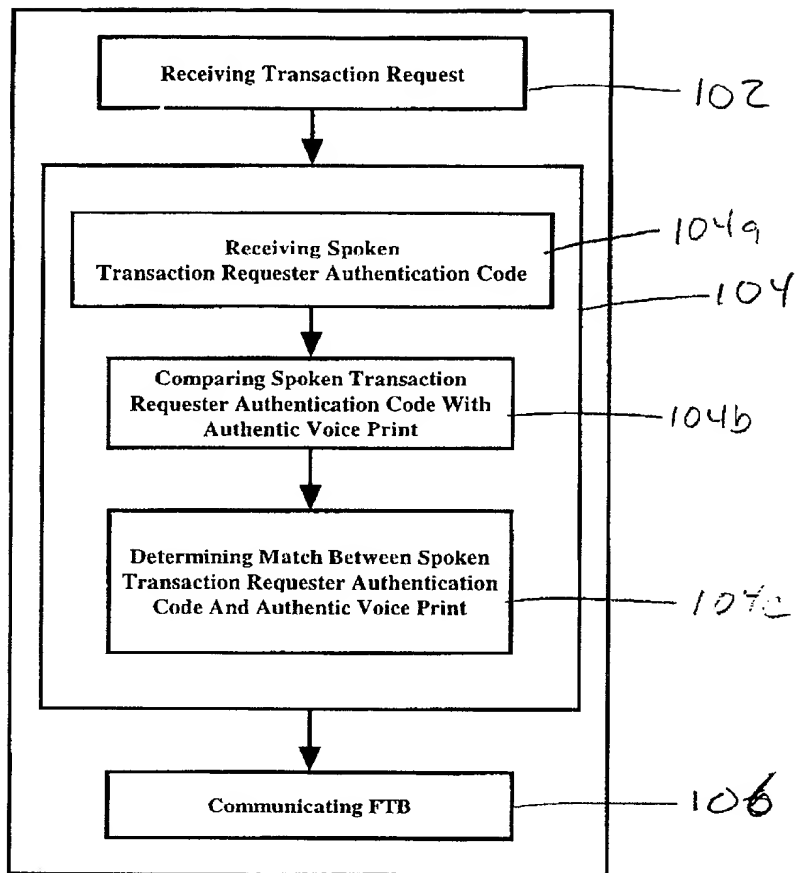 Receiving Transaction Request
102
Receiving Spoken
Transaction Requester Authentication Code
104a
104
Comparing Spoken Transaction
Requester Authentication Code With
Authentic Voice Print
104b
Determining Match Between Spoken
Transaction Requester Authentication
Code And Authentic Voice Print
104c
Communicating FTB
106